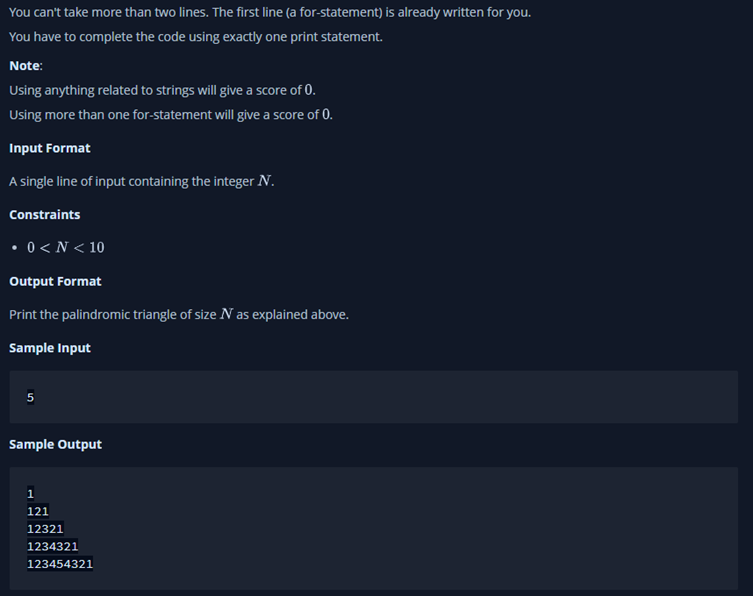 You can't take more than two lines. The first line (a for-statement) is already written for you.
You have to complete the code using exactly one print statement.
Note:
Using anything related to strings will give a score of 0.
Using more than one for-statement will give a score of 0.
Input Format
A single line of input containing the integer N.
Constraints
• 0 < N < 10
Output Format
Print the palindromic triangle of size N as explained above.
Sample Input
5
Sample Output
1
121
12321
1234321
123454321